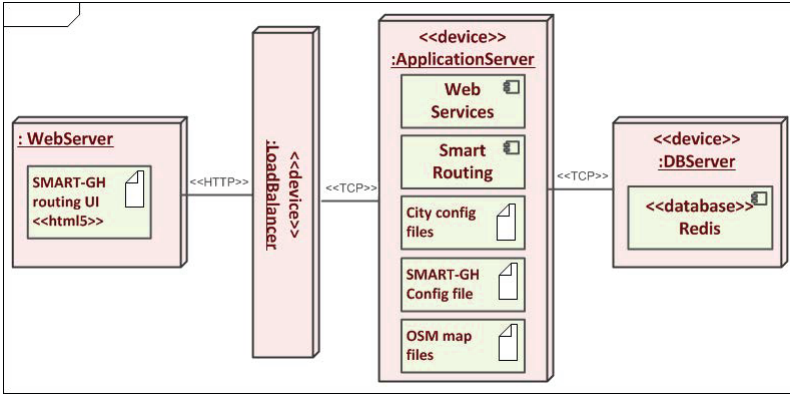 : WebServer
SMART-GH
routing UI
<<html5>>
<<HTTP>>
<<device>>
:LoadBalancer
<<TCP>>
<<device>>
:ApplicationServer
Web
Services
Smart
Routing
City config
files
SMART-GH
Config file
OSM map
files
<<TCP>>
<<device>>
:DBServer
<<database>>
Redis